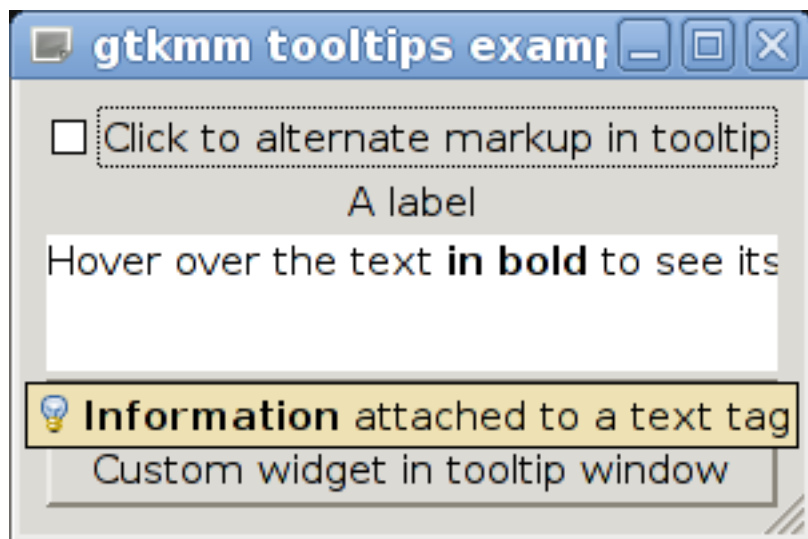 gtkmm tooltips examp
Click to alternate markup in tooltip
A label
Hover over the text in bold to see its
Information attached to a text tag
Custom widget in tooltip window